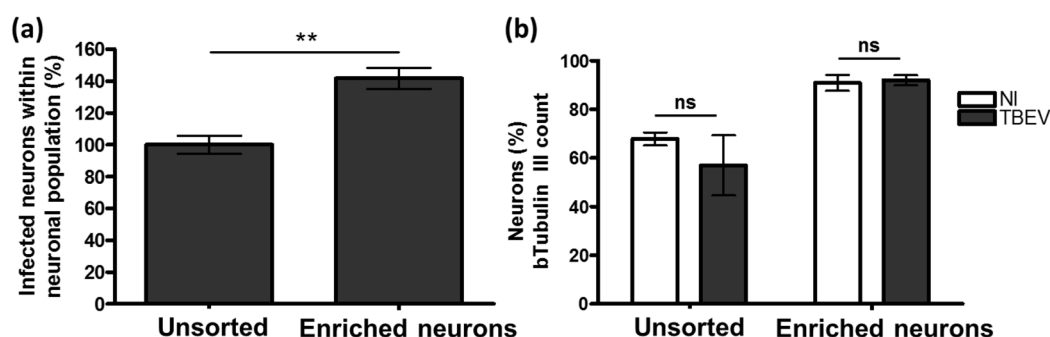 (a)
Infected neurons within
neuronal population (%)
160
140
120
100
80
60
40
20
0
**
Unsorted
Enriched neurons
(b)
Neurons (%)
bTubulin III count
100
80
60
40
20
0
ns
ns
NI
TBEV
Unsorted
Enriched neurons